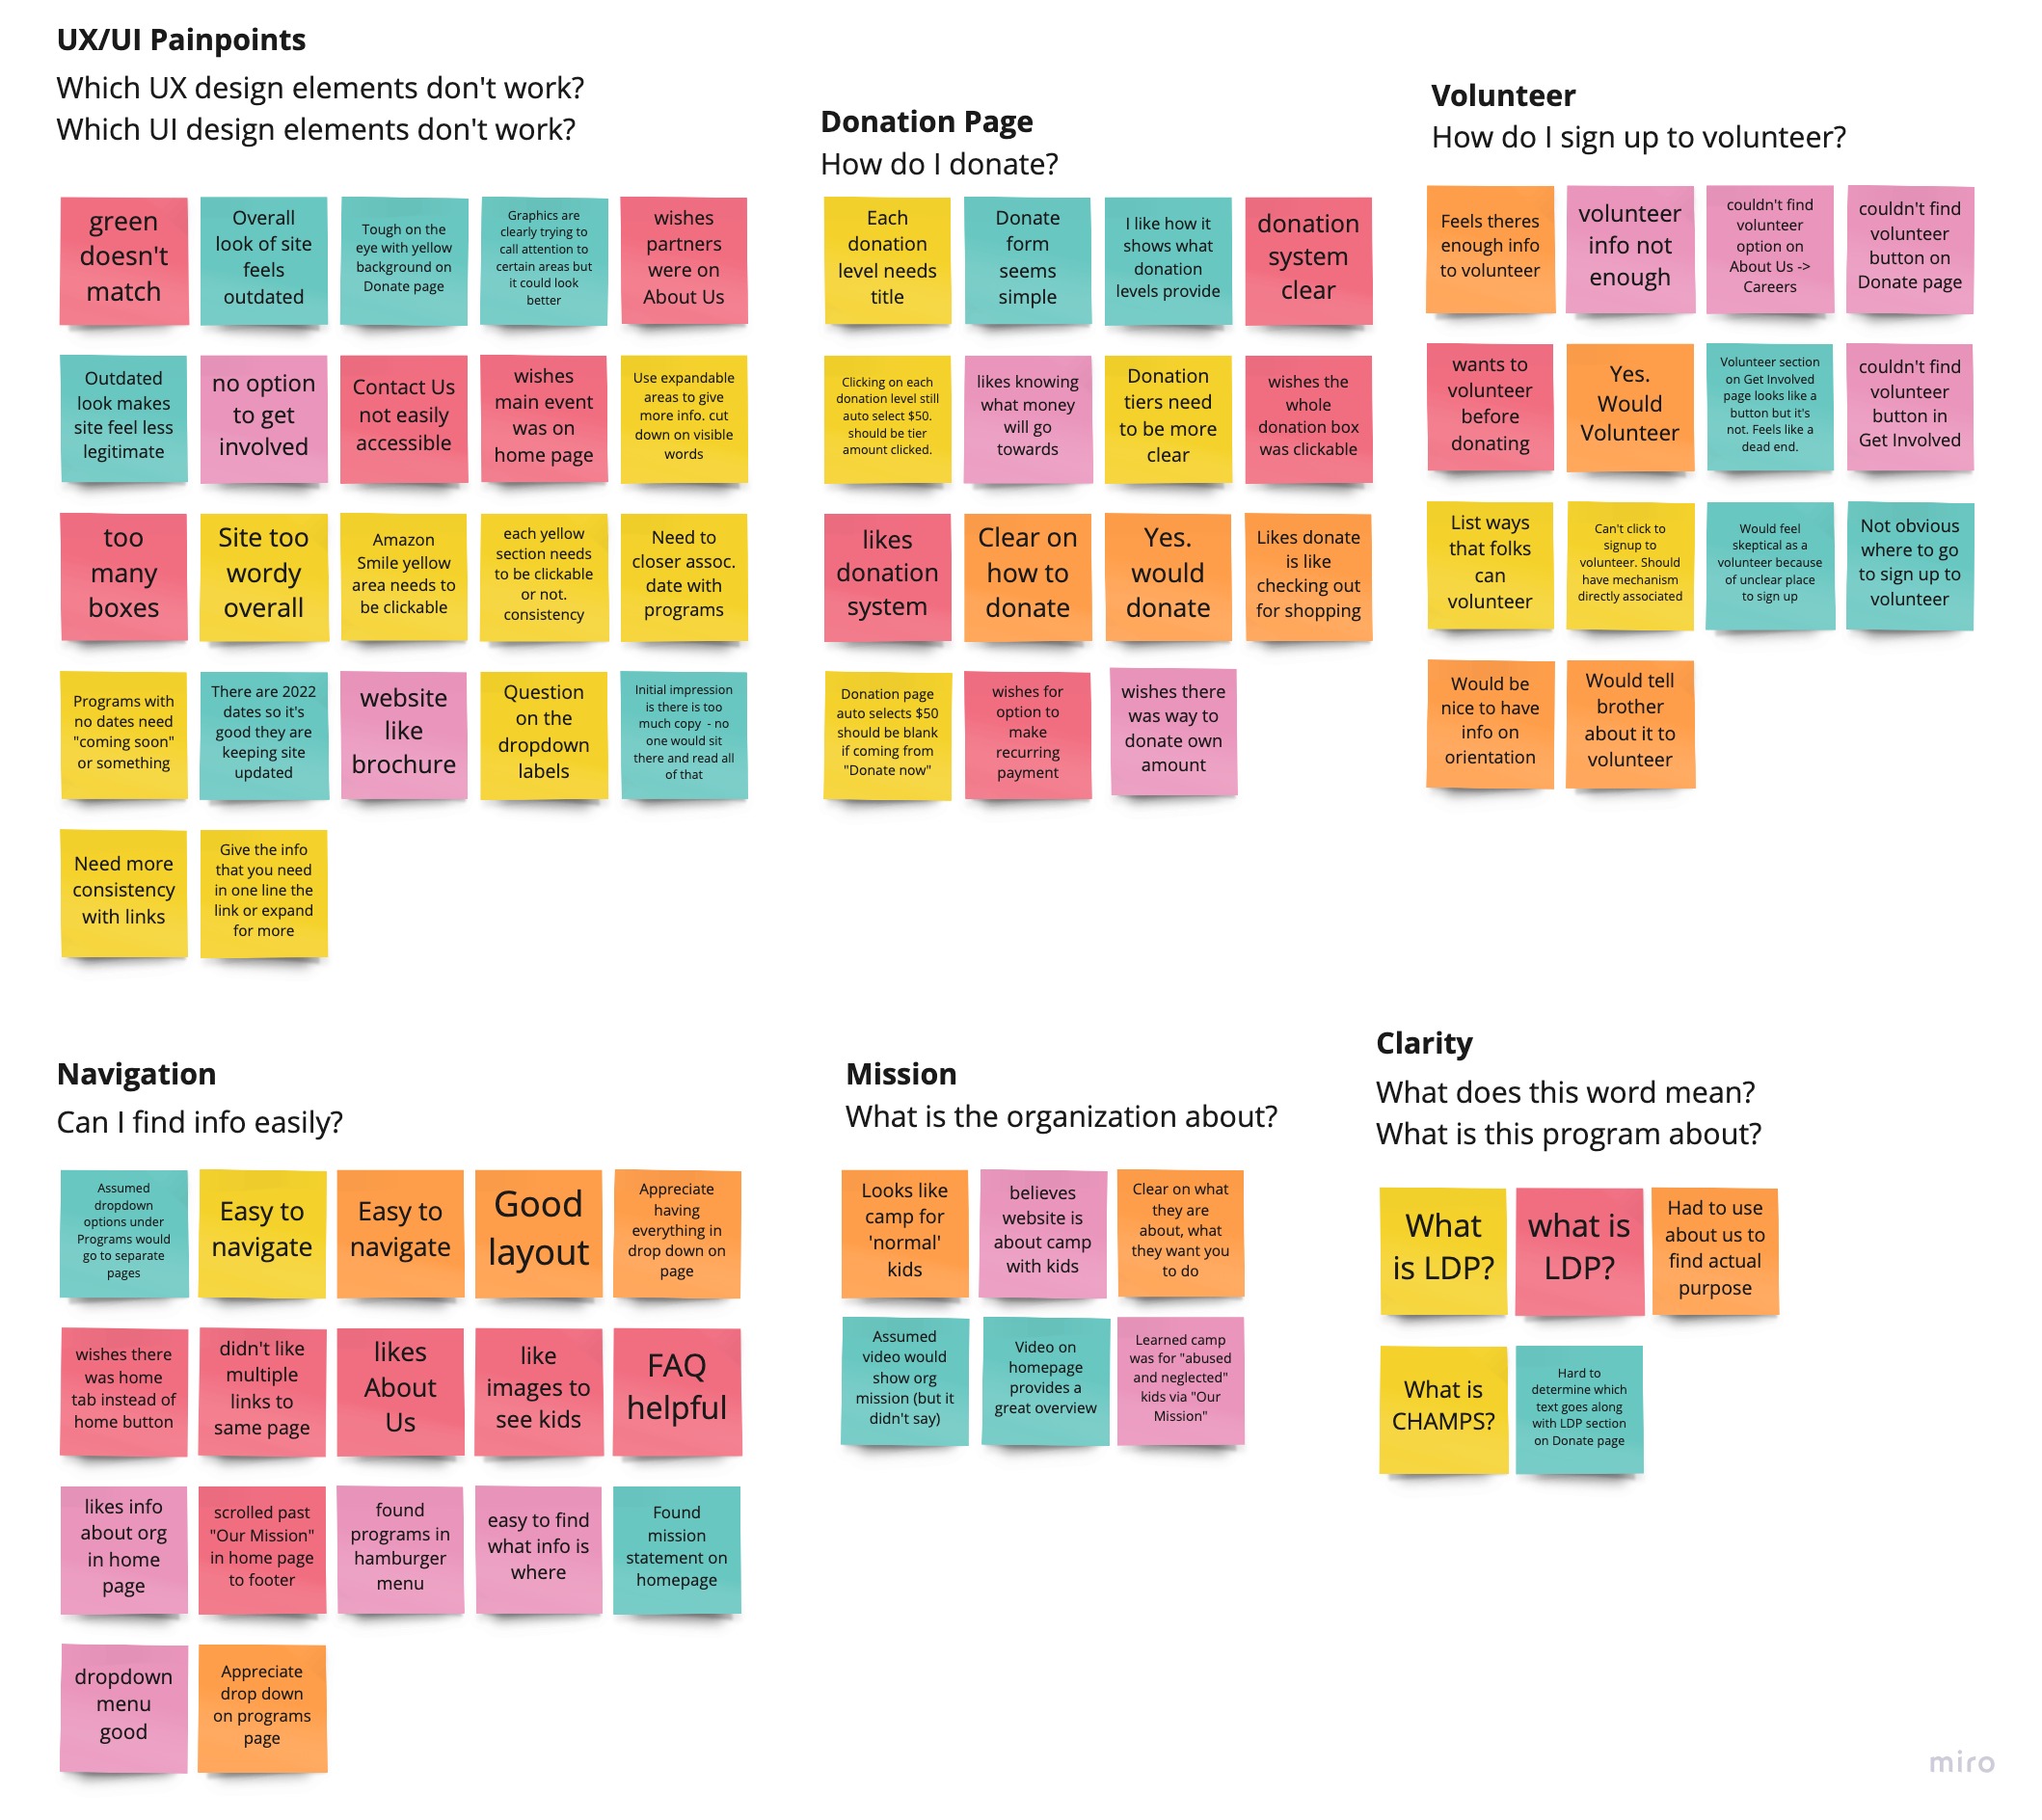 UX/UI Painpoints
Which UX design elements don't work?
Which UI design elements don't work?
green
doesn't
match
Overall
look of site
feels
outdated
Tough on the
eye with yellow
background on
Donate page
Graphics are
clearly trying to
call attention to
certain areas but
it could look
better
wishes
partners
were on
About Us
Outdated
look makes
site feel less
legitimate
no option
to get
involved
Contact Us
not easily
accessible
wishes
main event
was on
home page
Use expandable
areas to give
more info. cut
down on visible
words
too
many
boxes
Site too
wordy
overall
Amazon
Smile yellow
area needs to
be clickable
each yellow
section needs
to be clickable
or not.
consistency
Need to
closer assoc.
date with
programs
Programs with
no dates need
"coming soon"
or something
There are 2022
dates so it's
good they are
keeping site
updated
website
like
brochure
Question
on the
dropdown
labels
Initial impression
is there is too
much copy - no
one would sit
there and read all
of that
Need more
consistency
with links
Give the info
that you need
in one line the
link or expand
for more
Donation Page
How do I donate?
Each
donation
level needs
title
Donate
form
seems
simple
I like how it
shows what
donation
levels provide
donation
system
clear
Clicking on each
donation level still
auto select $50.
should be tier
amount clicked.
likes knowing
what money
will go
towards
Donation
tiers need
to be more
clear
wishes the
whole
donation box
was clickable
likes
donation
system
Clear on
how to
donate
Yes.
would
donate
Likes donate
is like
checking out
for shopping
Donation page
auto selects $50
should be blank
if coming from
"Donate now"
wishes for
option to
make
recurring
payment
wishes there
was way to
donate own
amount
Volunteer
How do I sign up to volunteer?
Feels theres
enough info
to volunteer
volunteer
info not
enough
couldn't find
volunteer
option on
About Us ->
Careers
couldn't find
volunteer
button on
Donate page
wants to
volunteer
before
donating
Yes.
Would
Volunteer
Volunteer section
on Get Involved
page looks like a
button but it's
not. Feels like a
dead end.
couldn't find
volunteer
button in
Get Involved
List ways
that folks
can
volunteer
Can't click to
signup to
volunteer. Should
have mechanism
directly associated
Would feel
skeptical as a
volunteer because
of unclear place
to sign up
Not obvious
where to go
to sign up to
volunteer
Would be
nice to have
info on
orientation
Would tell
brother
about it to
volunteer
Navigation
Can I find info easily?
Assumed
dropdown
options under
Programs would
go to separate
pages
Easy to
navigate
Easy to
navigate
Good
layout
Appreciate
having
everything in
drop down on
page
wishes there
was home
tab instead of
home button
didn't like
multiple
links to
same page
likes
About
Us
like
images to
see kids
FAQ
helpful
likes info
about org
in home
page
scrolled past
"Our Mission"
in home page
to footer
found
programs in
hamburger
menu
easy to find
what info is
where
Found
mission
statement on
homepage
dropdown
menu
good
Appreciate
drop down
on programs
page
Mission
What is the organization about?
Looks like
camp for
'normal'
kids
believes
website is
about camp
with kids
Clear on what
they are
about, what
they want you
to do
Assumed
video would
show org
mission (but it
didn't say)
Video on
homepage
provides a
great overview
Learned camp
was for "abused
and neglected"
kids via "Our
Mission"
Clarity
What does this word mean?
What is this program about?
What
is LDP?
what is
LDP?
Had to use
about us to
find actual
purpose
What is
CHAMPS?
Hard to
determine which
text goes along
with LDP section
on Donate page
miro